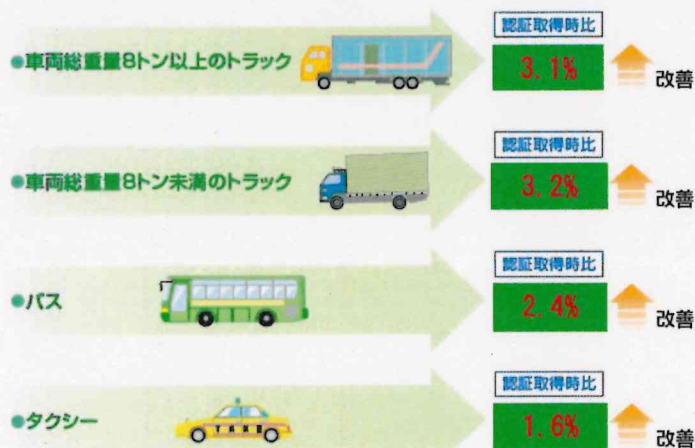 認証取得時比
●車両総重量8トン以上のトラック
3.1%
改善
認証取得時比
●車両総重量8トン未満のトラック
3.2%
改善
認証取得時比
●バス
2.4%
改善
認証取得時比
●タクシー
1.6%
改善